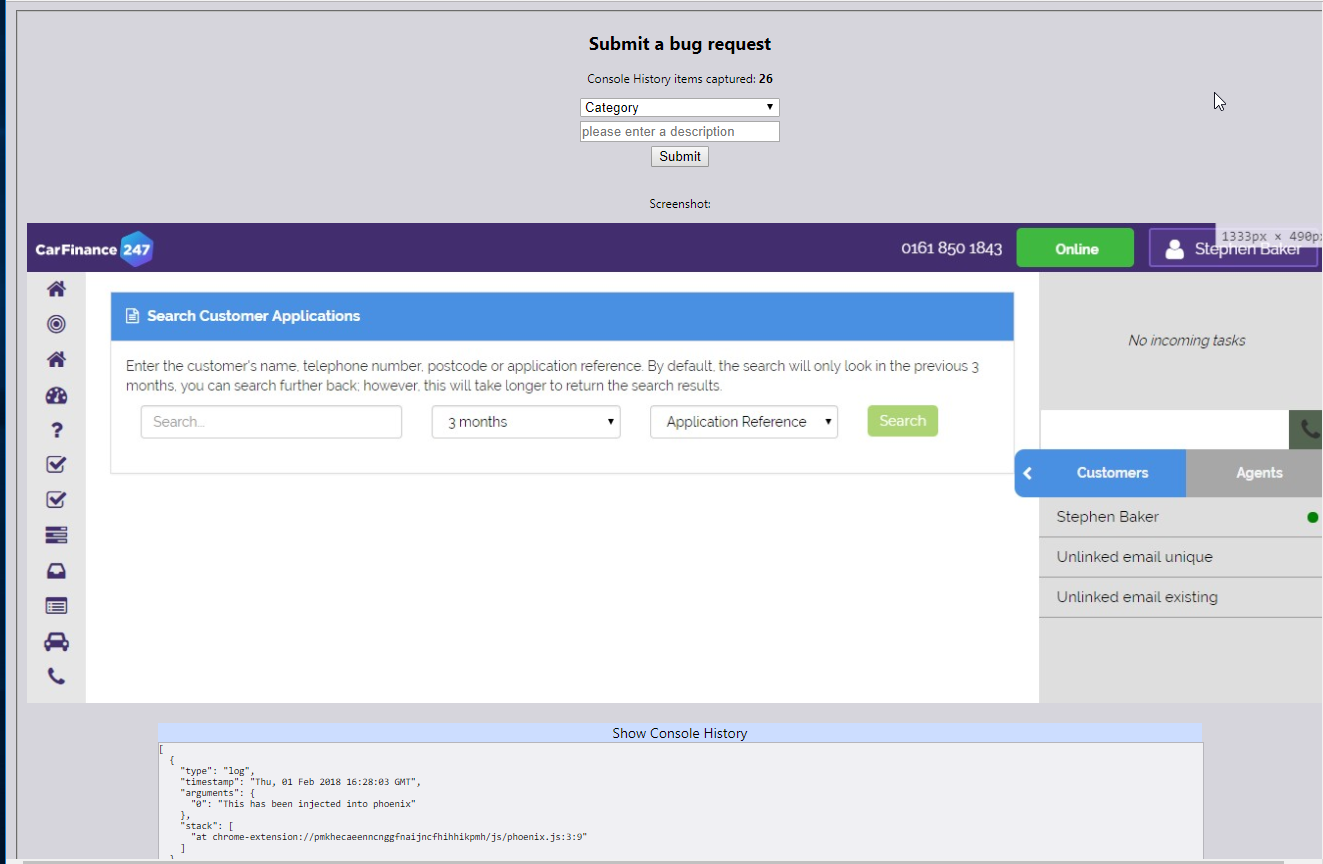 Submit a bug request
Console History items captured: 26
Category
please enter a description
Submit
Screenshot:
CarFinance 247
0161 850 1843
Online
1333px x 490p
Stephen Baker
Search Customer Applications
Enter the customer's name, telephone number, postcode or application reference. By default, the search will only look in the previous 3
months, you can search further back; however, this will take longer to return the search results.
Search...
3 months
Application Reference
Search
No incoming tasks
Customers
Agents
Stephen Baker
Unlinked email unique
Unlinked email existing
Show Console History
[
{
"type": "log",
"timestamp": "Thu, 01 Feb 2018 16:28:03 GMT",
"arguments": {
"0": "This has been injected into phoenix"
},
"stack": [
"at chrome-extension://pmkhecaeenncnggfnaijncfhihhikpmh/js/phoenix.js:3:9"
]